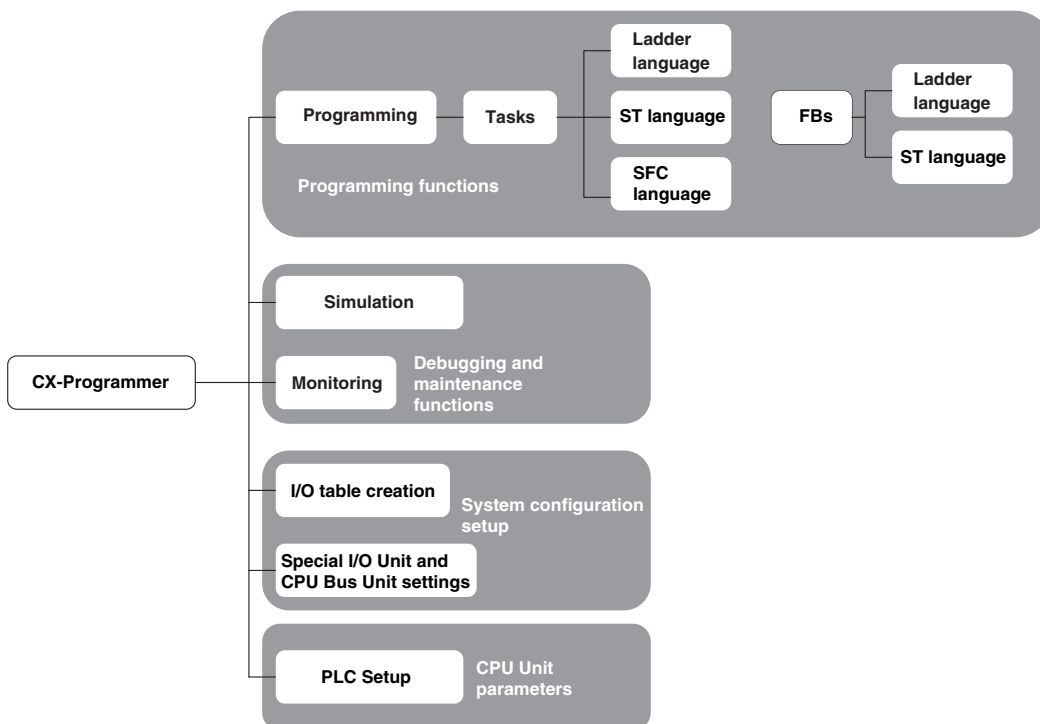 Ladder
language
Programming
Tasks
ST language
SFC
language
FBs
Ladder
language
ST language
Programming functions
Simulation
Monitoring
Debugging and
maintenance
functions
CX-Programmer
I/O table creation
System configuration
setup
Special I/O Unit and
CPU Bus Unit settings
PLC Setup
CPU Unit
parameters